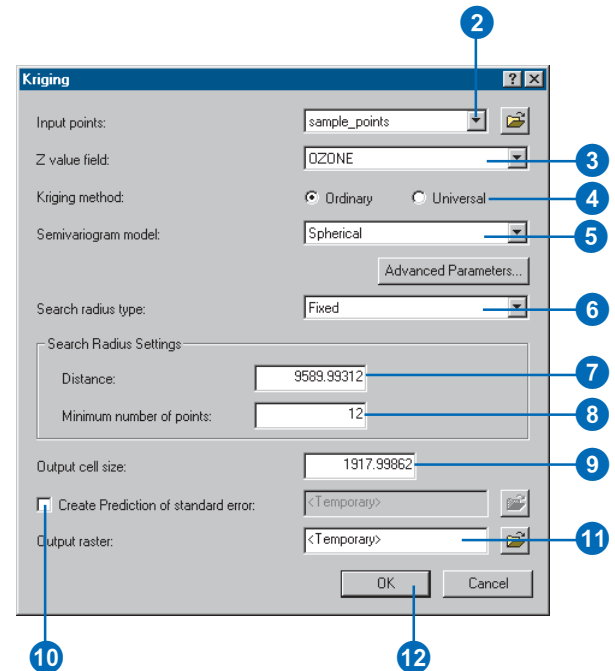 2
Kriging
Input points: sample_points
Z value field: OZONE 3
Kriging method: Ordinary Universal 4
Semivariogram model: Spherical 5
Advanced Parameters...
Search radius type: Fixed 6
Search Radius Settings
Distance: 9589.99312 7
Minimum number of points: 12 8
Output cell size: 1917.99862 9
Create Prediction of standard error: <Temporary>
Output raster: <Temporary> 11
OK Cancel
10 12